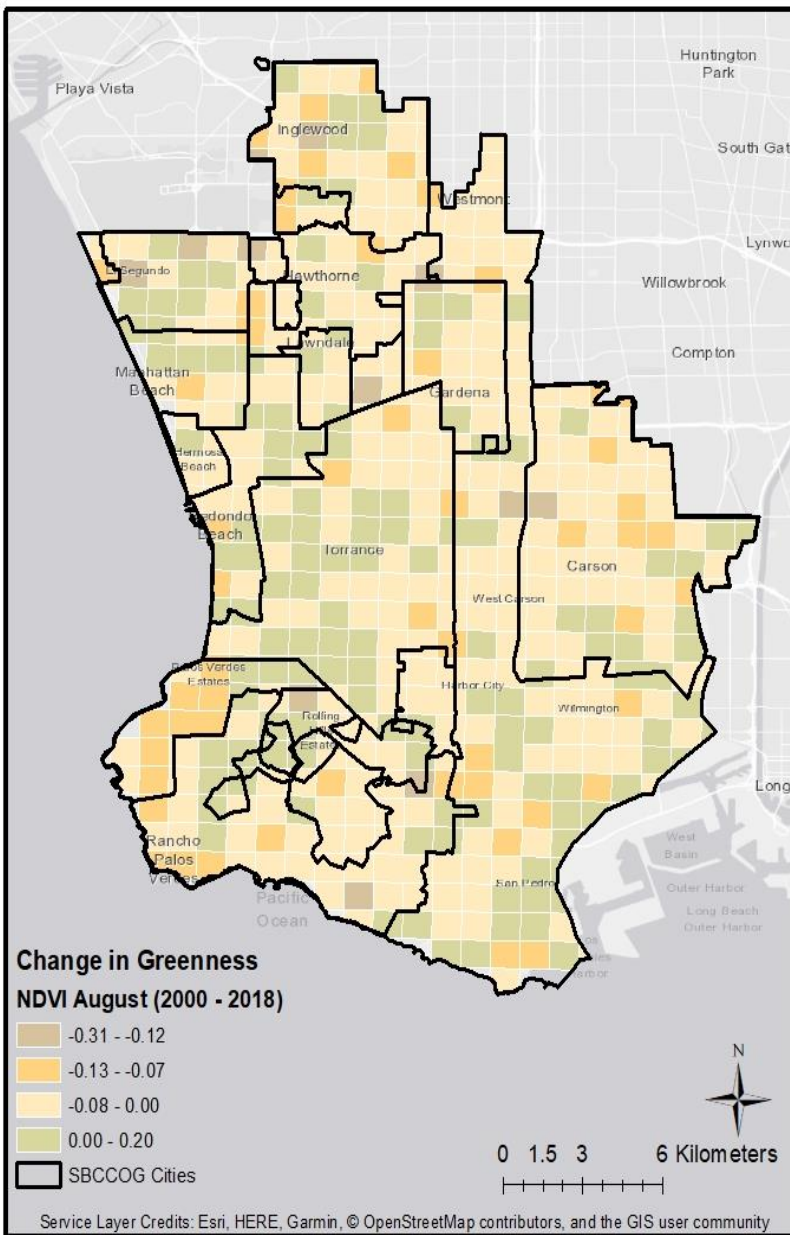 Huntington
Park
Playa Vista
Inglewood
South Gat
Westmont
Lynwo
El Segundo
Hawthorne
Willowbrook
Lawndale
Compton
Manhattan
Beach
Gardena
Hermosa
Beach
Redondo
Beach
Torrance
Carson
West Carson
Palos Verdes
Estates
Harbor City
Rolling
Hills
Estates
Wilmington
Long
Rancho
Palos
Verdes
West
Basin
San Pedro
Outer Harbor
Pacific
Ocean
Long Beach
Outer Harbor
Harbor
Change in Greenness
NDVI August (2000 - 2018)
-0.31 - -0.12
-0.13 - -0.07
-0.08 - 0.00
0.00 - 0.20
SBCCOG Cities
N
0 1.5 3 6 Kilometers
Service Layer Credits: Esri, HERE, Garmin, © OpenStreetMap contributors, and the GIS user community